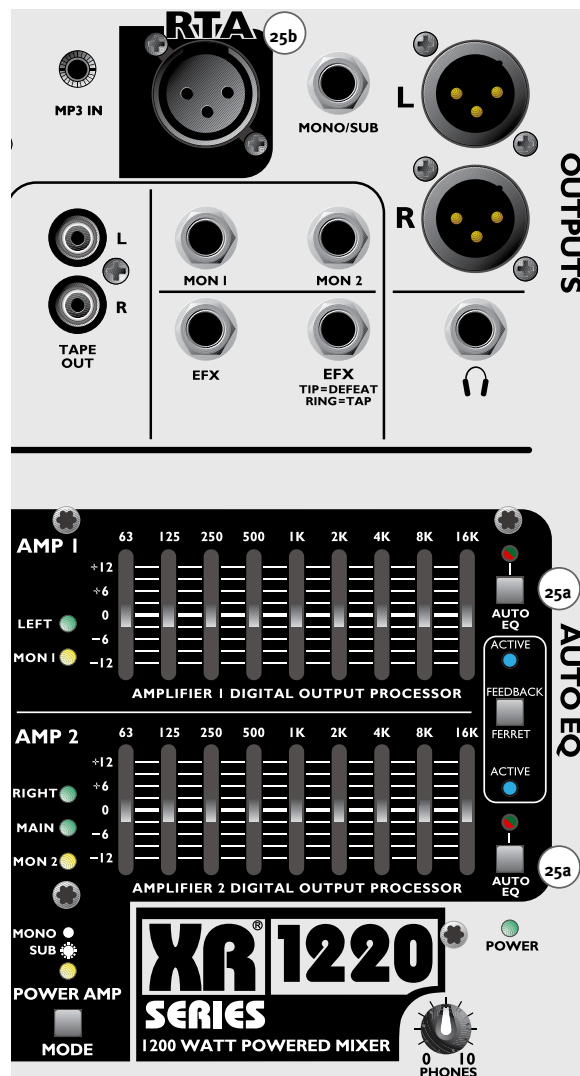 RTA
25b
MP3 IN
MONO/SUB
L
R
OUTPUTS
L
R
TAPE
OUT
MON 1
MON 2
EFX
EFX
TIP=DEFEAT
RING=TAP
AMP 1
63 125 250 500 1K 2K 4K 8K 16K
+12
+6
0
-6
-12
LEFT
MON 1
AUTO
EQ
25a
ACTIVE
FEEDBACK
FERRET
ACTIVE
AUTO EQ
AMPLIFIER 1 DIGITAL OUTPUT PROCESSOR
AMP 2
63 125 250 500 1K 2K 4K 8K 16K
+12
+6
0
-6
-12
RIGHT
MAIN
MON 2
AUTO
EQ
25a
AMPLIFIER 2 DIGITAL OUTPUT PROCESSOR
MONO
SUB
POWER AMP
MODE
XR® 1220
SERIES
1200 WATT POWERED MIXER
POWER
0 10
PHONES